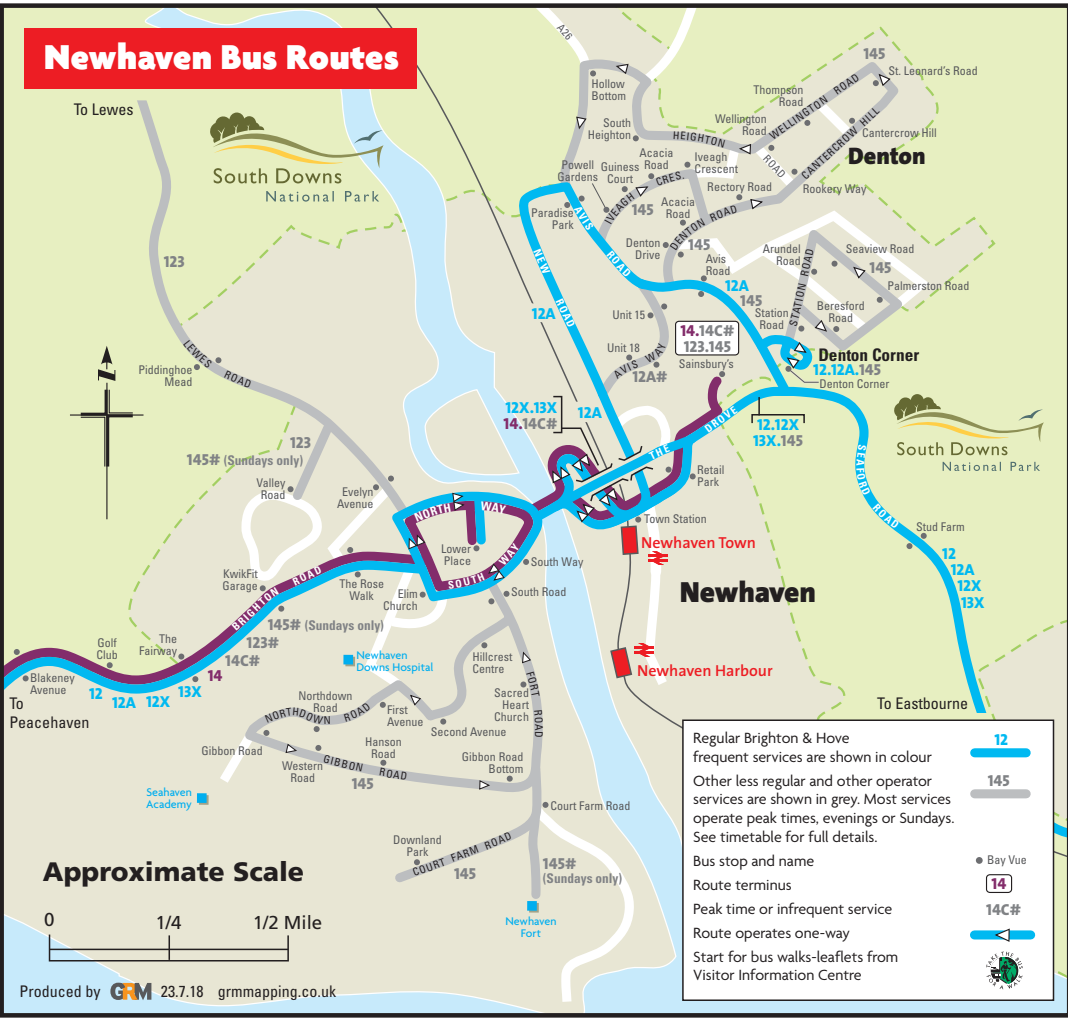 Newhaven Bus Routes
A26
To Lewes
South Downs
National Park
123
LEWES ROAD
Piddinghoe
Mead
N
123
145# (Sundays only)
Valley
Road
Evelyn
Avenue
Hollow
Bottom
South
Heighton
HEIGHTON
ROAD
Thompson
Road
Wellington
Road
WELLINGTON ROAD
145
St. Leonard's Road
Cantercrow Hill
CANTERCROW HILL
Denton
Rookery Way
Powell
Gardens
Guiness
Court
Acacia
Road
Iveagh
Crescent
IVEAGH CRES.
145
Rectory Road
Acacia
Road
DENTON ROAD
Paradise
Park
AVIS ROAD
NEW ROAD
12A
Denton
Drive
145
Avis
Road
12A
145
Arundel
Road
Seaview Road
145
Palmerston Road
STATION ROAD
Beresford
Road
Station
Road
Unit 15
Unit 18
AVIS WAY
12A#
14.14C#
123.145
Sainsbury's
Denton Corner
12.12A.145
Denton Corner
12X.13X
14.14C#
12A
THE DROVE
12.12X
13X.145
South Downs
National Park
SEAFORD ROAD
Stud Farm
12
12A
12X
13X
To Eastbourne
Retail
Park
Town Station
Newhaven Town
Newhaven
Newhaven Harbour
NORTH WAY
Lower
Place
SOUTH WAY
South Way
South Road
Elim
Church
The Rose
Walk
KwikFit
Garage
BRIGHTON ROAD
145# (Sundays only)
123#
14C#
14
13X
12X
12A
12
The
Fairway
Golf
Club
Blakeney
Avenue
To
Peacehaven
Newhaven
Downs Hospital
Hillcrest
Centre
Sacred
Heart
Church
FORT ROAD
Northdown
Road
NORTHDOWN ROAD
First
Avenue
Second Avenue
Gibbon Road
Western
Road
Hanson
Road
GIBBON ROAD
145
Gibbon Road
Bottom
Seahaven
Academy
Court Farm Road
Downland
Park
COURT FARM ROAD
145
145#
(Sundays only)
Newhaven
Fort
Approximate Scale
0 1/4 1/2 Mile
Produced by GRM 23.7.18 grmmapping.co.uk
Regular Brighton & Hove
frequent services are shown in colour
12
Other less regular and other operator
services are shown in grey. Most services
operate peak times, evenings or Sundays.
See timetable for full details.
145
Bus stop and name
Bay Vue
Route terminus
14
Peak time or infrequent service
14C#
Route operates one-way
Start for bus walks-leaflets from
Visitor Information Centre
TAKE THE BUS
FOR A WALK